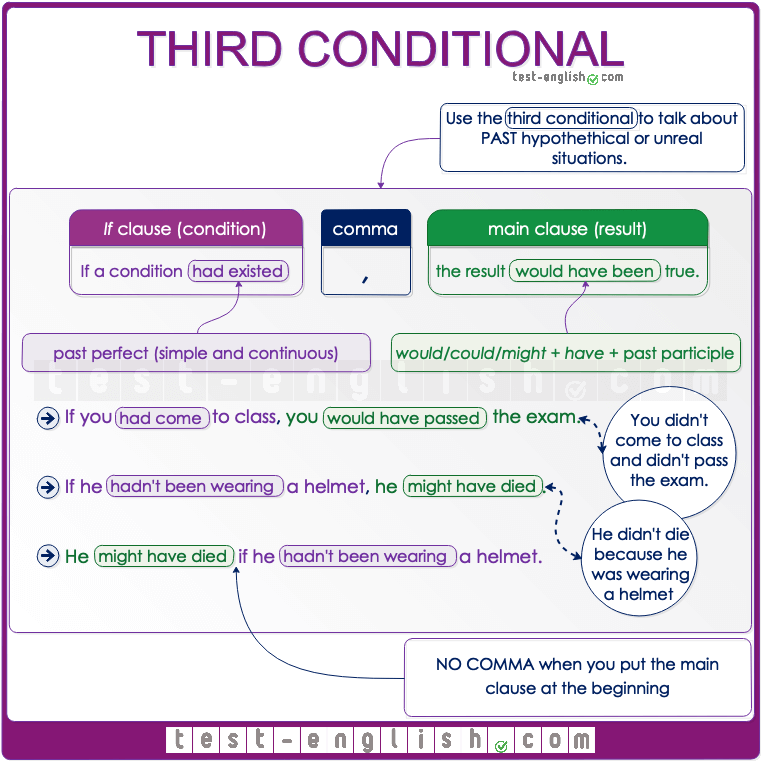 THIRD CONDITIONAL
test-english.com
Use the third conditional to talk about
PAST hypothethical or unreal
situations.
If clause (condition)
comma
main clause (result)
If a condition had existed
,
the result would have been true.
past perfect (simple and continuous)
would/could/might + have + past participle
test-english.com
If you had come to class, you would have passed the exam.
You didn't
come to class
and didn't pass
the exam.
If he hadn't been wearing a helmet, he might have died.
He didn't die
because he
was wearing
a helmet
He might have died if he hadn't been wearing a helmet.
NO COMMA when you put the main
clause at the beginning
test-english.com